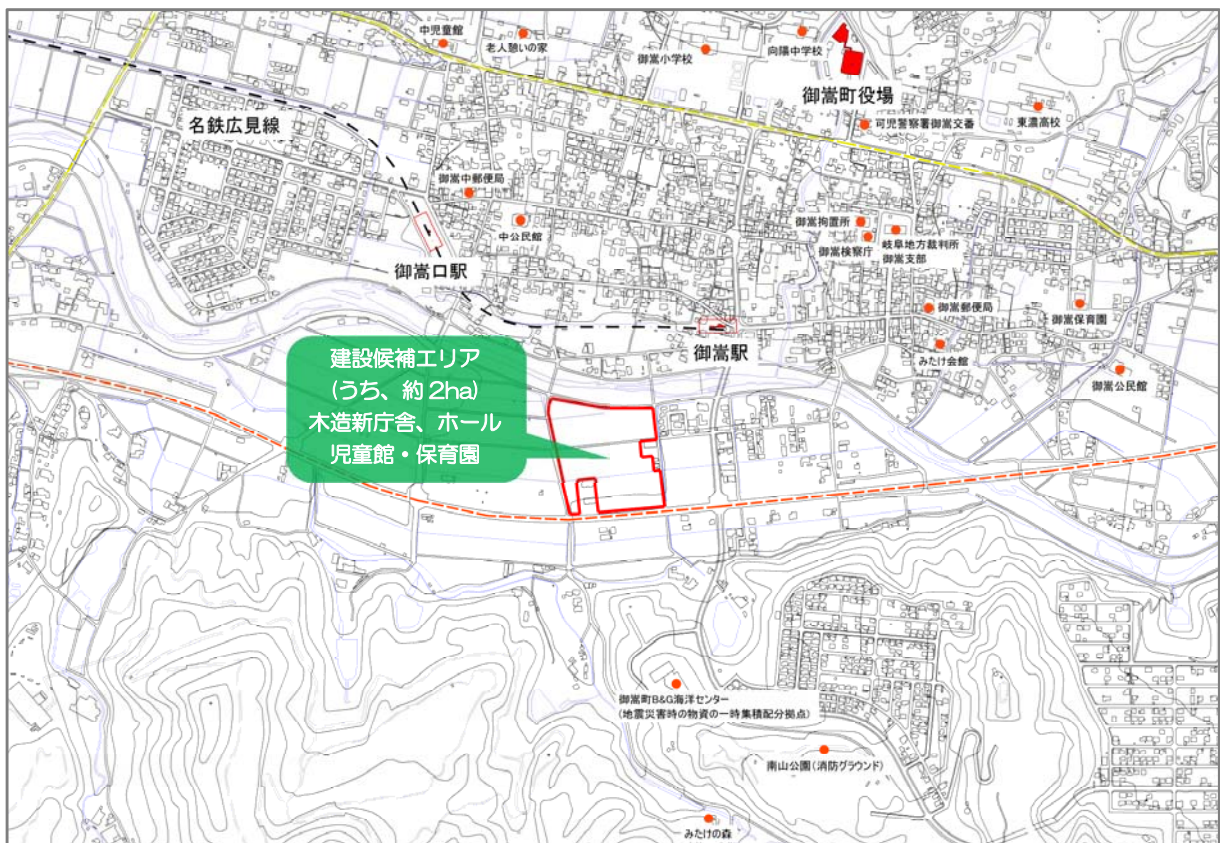 中児童館
老人憩いの家
御嵩小学校
向陽中学校
御嵩町役場
可児警察署御嵩交番
東濃高校
名鉄広見線
御嵩中郵便局
中公民館
御嵩拘置所
御嵩検察庁
岐阜地方裁判所
御嵩支部
御嵩口駅
御嵩駅
御嵩郵便局
御嵩保育園
みたけ会館
御嵩公民館
建設候補エリア
(うち、約2ha)
木造新庁舎、ホール
児童館・保育園
御嵩町B&G海洋センター
(地震災害時の物資の一時集積配分拠点)
南山公園(消防グラウンド)
みたけの森